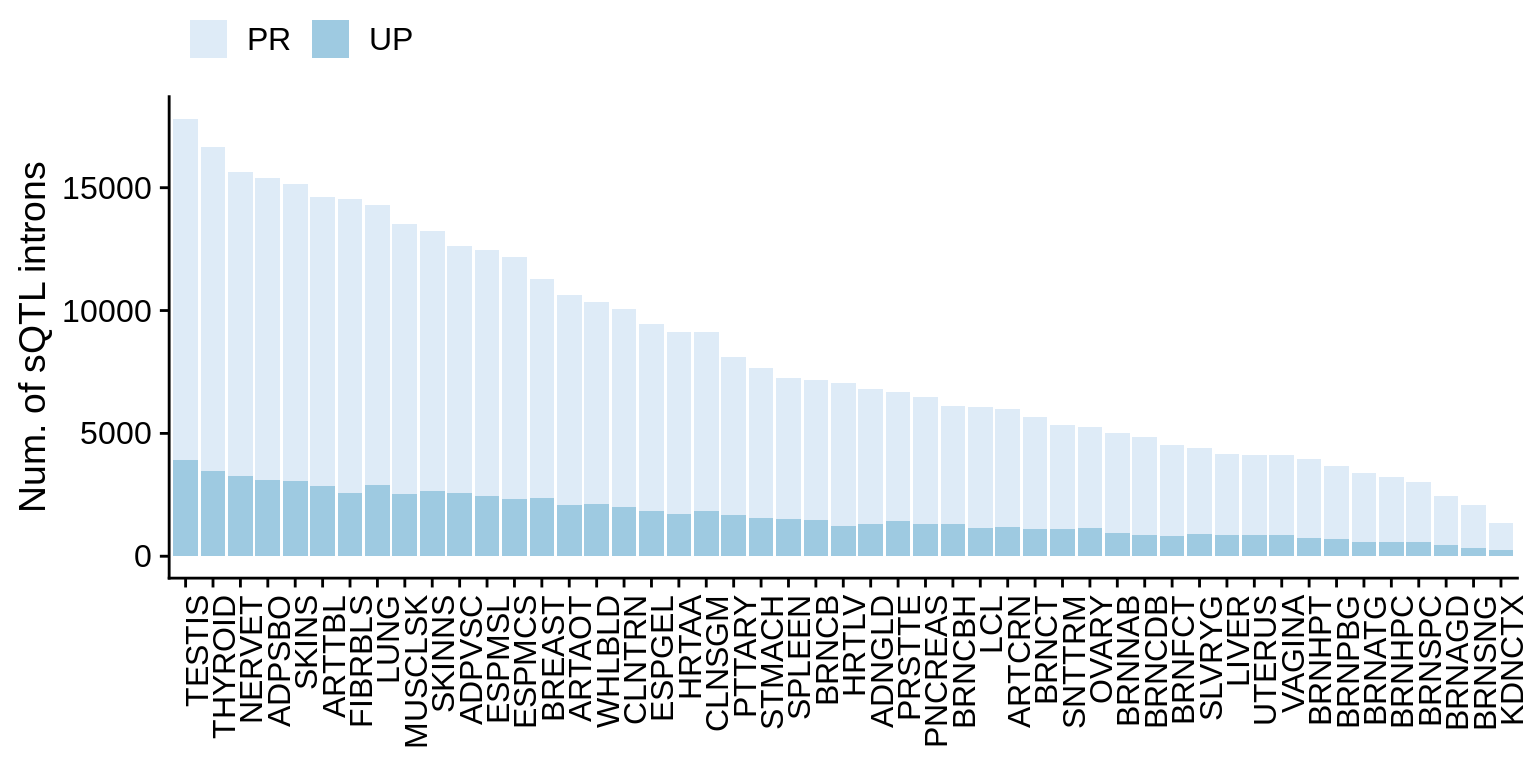 PR UP
Num. of sQTL introns
15000
10000
5000
0
TESTIS
THYROID
NERVET
ADPSBO
SKINS
ARTTBL
FIBRBLS
LUNG
MUSCLSK
SKINNS
ADPVSC
ESPMSL
ESPMCS
BREAST
ARTAOT
WHLBLD
CLNTRN
ESPGEL
HRTAA
CLNSGM
PTTARY
STMACH
SPLEEN
BRNCB
HRTLV
ADNGLD
PRSTTE
PNCREAS
BRNCBH
LCL
ARTCRN
BRNCT
SNTTRM
OVARY
BRNNAB
BRNCDB
BRNFCT
SLVRYG
LIVER
UTERUS
VAGINA
BRNHPT
BRNPBG
BRNATG
BRNHPC
BRNSPC
BRNAGD
BRNSNG
KDNCTX